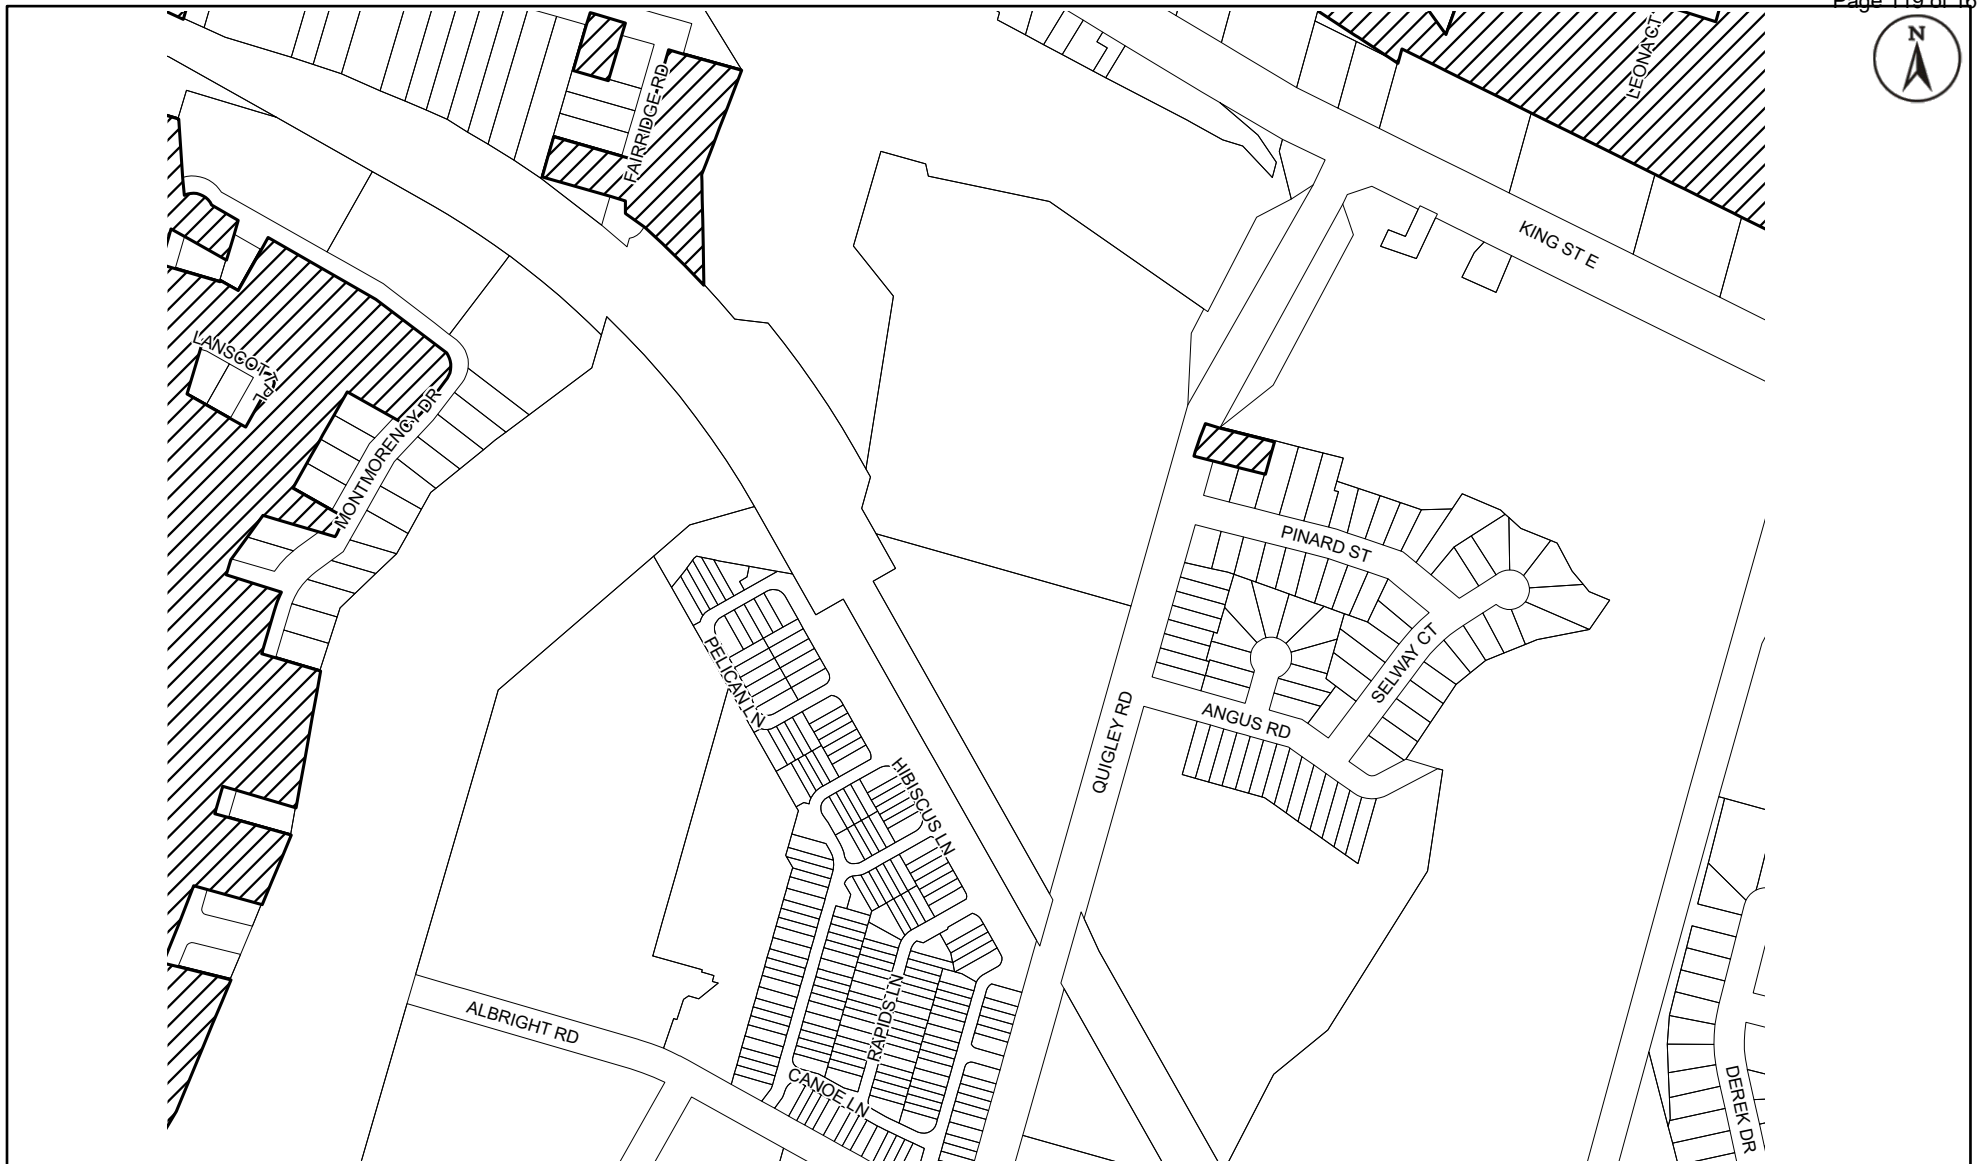 Page 119 of 16
N
LEONA CT
FAIRRIDGE RD
KING ST E
LANSCOTT PL
MONTMORENCY DR
PINARD ST
SELWAY CT
PELICAN LN
ANGUS RD
QUIGLEY RD
HIBISCUS LN
ALBRIGHT RD
RAPIDS LN
CANOE LN
DEREK DR